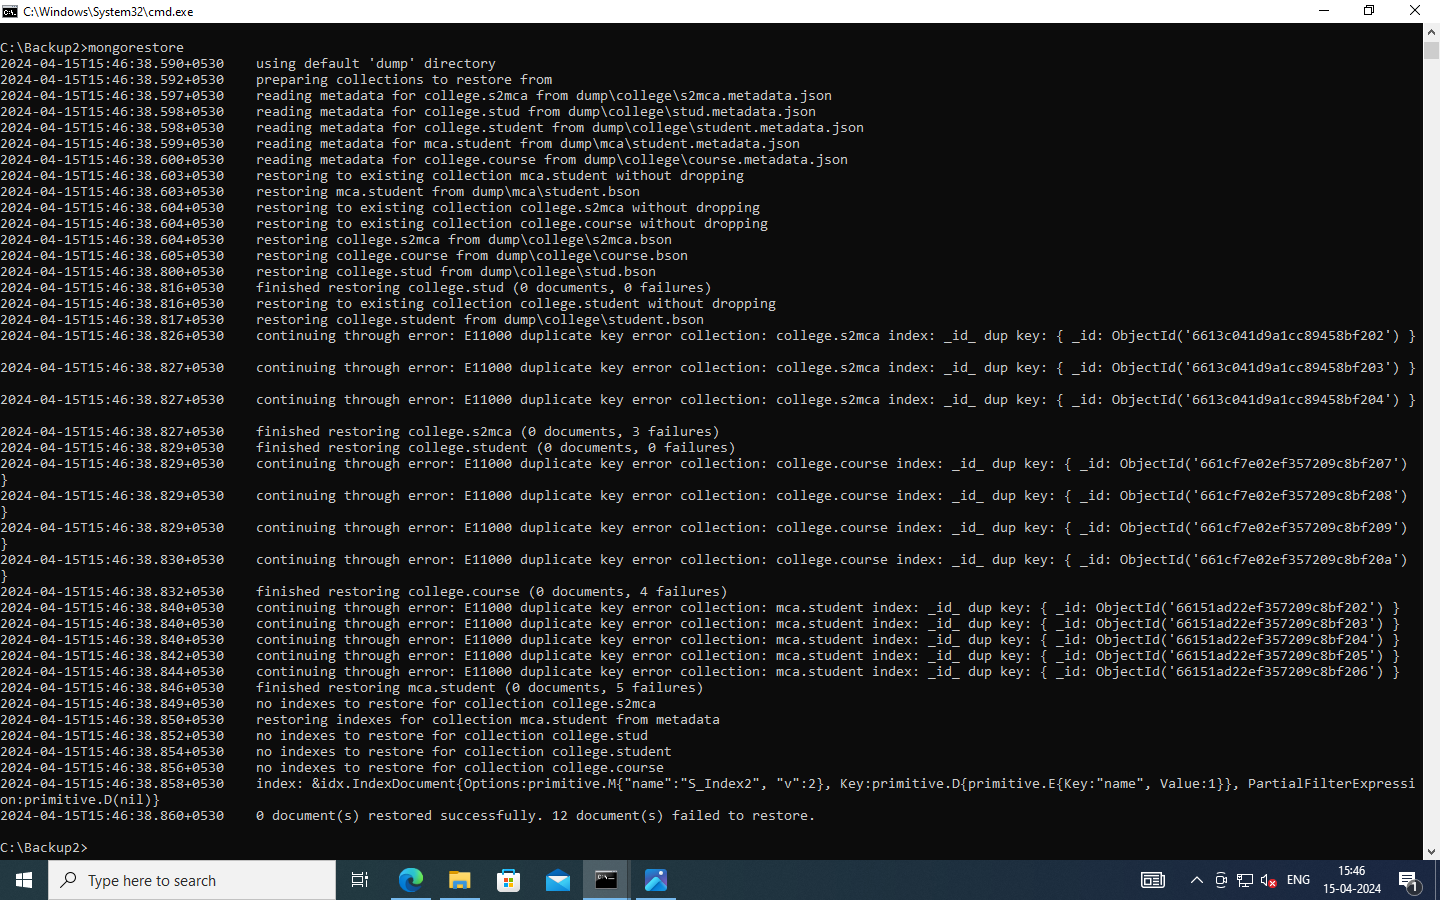 C:\Windows\System32\cmd.exe
C:\Backup2>mongorestore
2024-04-15T15:46:38.590+0530    using default 'dump' directory
2024-04-15T15:46:38.592+0530    preparing collections to restore from
2024-04-15T15:46:38.597+0530    reading metadata for college.s2mca from dump\college\s2mca.metadata.json
2024-04-15T15:46:38.598+0530    reading metadata for college.stud from dump\college\stud.metadata.json
2024-04-15T15:46:38.598+0530    reading metadata for college.student from dump\college\student.metadata.json
2024-04-15T15:46:38.599+0530    reading metadata for mca.student from dump\mca\student.metadata.json
2024-04-15T15:46:38.600+0530    reading metadata for college.course from dump\college\course.metadata.json
2024-04-15T15:46:38.603+0530    restoring to existing collection mca.student without dropping
2024-04-15T15:46:38.603+0530    restoring mca.student from dump\mca\student.bson
2024-04-15T15:46:38.604+0530    restoring to existing collection college.s2mca without dropping
2024-04-15T15:46:38.604+0530    restoring to existing collection college.course without dropping
2024-04-15T15:46:38.604+0530    restoring college.s2mca from dump\college\s2mca.bson
2024-04-15T15:46:38.605+0530    restoring college.course from dump\college\course.bson
2024-04-15T15:46:38.800+0530    restoring college.stud from dump\college\stud.bson
2024-04-15T15:46:38.816+0530    finished restoring college.stud (0 documents, 0 failures)
2024-04-15T15:46:38.816+0530    restoring to existing collection college.student without dropping
2024-04-15T15:46:38.817+0530    restoring college.student from dump\college\student.bson
2024-04-15T15:46:38.826+0530    continuing through error: E11000 duplicate key error collection: college.s2mca index: _id_ dup key: { _id: ObjectId('6613c041d9a1cc89458bf202') }
2024-04-15T15:46:38.827+0530    continuing through error: E11000 duplicate key error collection: college.s2mca index: _id_ dup key: { _id: ObjectId('6613c041d9a1cc89458bf203') }
2024-04-15T15:46:38.827+0530    continuing through error: E11000 duplicate key error collection: college.s2mca index: _id_ dup key: { _id: ObjectId('6613c041d9a1cc89458bf204') }
2024-04-15T15:46:38.827+0530    finished restoring college.s2mca (0 documents, 3 failures)
2024-04-15T15:46:38.829+0530    finished restoring college.student (0 documents, 0 failures)
2024-04-15T15:46:38.829+0530    continuing through error: E11000 duplicate key error collection: college.course index: _id_ dup key: { _id: ObjectId('661cf7e02ef357209c8bf207')
}
2024-04-15T15:46:38.829+0530    continuing through error: E11000 duplicate key error collection: college.course index: _id_ dup key: { _id: ObjectId('661cf7e02ef357209c8bf208')
}
2024-04-15T15:46:38.829+0530    continuing through error: E11000 duplicate key error collection: college.course index: _id_ dup key: { _id: ObjectId('661cf7e02ef357209c8bf209')
}
2024-04-15T15:46:38.830+0530    continuing through error: E11000 duplicate key error collection: college.course index: _id_ dup key: { _id: ObjectId('661cf7e02ef357209c8bf20a')
}
2024-04-15T15:46:38.832+0530    finished restoring college.course (0 documents, 4 failures)
2024-04-15T15:46:38.840+0530    continuing through error: E11000 duplicate key error collection: mca.student index: _id_ dup key: { _id: ObjectId('66151ad22ef357209c8bf202') }
2024-04-15T15:46:38.840+0530    continuing through error: E11000 duplicate key error collection: mca.student index: _id_ dup key: { _id: ObjectId('66151ad22ef357209c8bf203') }
2024-04-15T15:46:38.840+0530    continuing through error: E11000 duplicate key error collection: mca.student index: _id_ dup key: { _id: ObjectId('66151ad22ef357209c8bf204') }
2024-04-15T15:46:38.842+0530    continuing through error: E11000 duplicate key error collection: mca.student index: _id_ dup key: { _id: ObjectId('66151ad22ef357209c8bf205') }
2024-04-15T15:46:38.844+0530    continuing through error: E11000 duplicate key error collection: mca.student index: _id_ dup key: { _id: ObjectId('66151ad22ef357209c8bf206') }
2024-04-15T15:46:38.846+0530    finished restoring mca.student (0 documents, 5 failures)
2024-04-15T15:46:38.849+0530    no indexes to restore for collection college.s2mca
2024-04-15T15:46:38.850+0530    restoring indexes for collection mca.student from metadata
2024-04-15T15:46:38.852+0530    no indexes to restore for collection college.stud
2024-04-15T15:46:38.854+0530    no indexes to restore for collection college.student
2024-04-15T15:46:38.856+0530    no indexes to restore for collection college.course
2024-04-15T15:46:38.858+0530    index: &idx.IndexDocument{Options:primitive.M{"name":"S_Index2", "v":2}, Key:primitive.D{primitive.E{Key:"name", Value:1}}, PartialFilterExpressi
on:primitive.D(nil)}
2024-04-15T15:46:38.860+0530    0 document(s) restored successfully. 12 document(s) failed to restore.
C:\Backup2>
Type here to search
ENG
15:46
15-04-2024
1